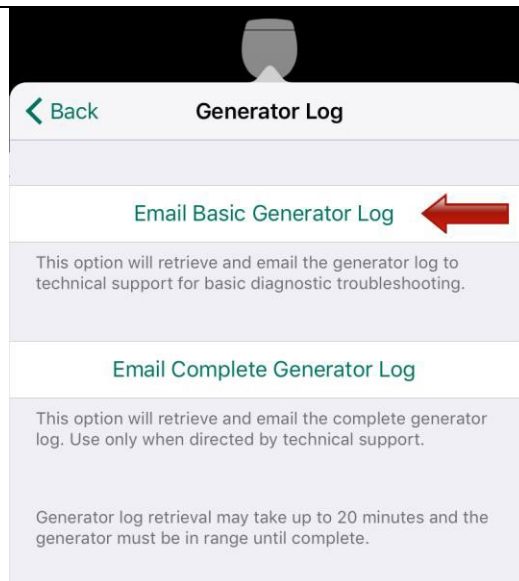 Back
Generator Log
Email Basic Generator Log
This option will retrieve and email the generator log to
technical support for basic diagnostic troubleshooting.
Email Complete Generator Log
This option will retrieve and email the complete generator
log. Use only when directed by technical support.
Generator log retrieval may take up to 20 minutes and the
generator must be in range until complete.